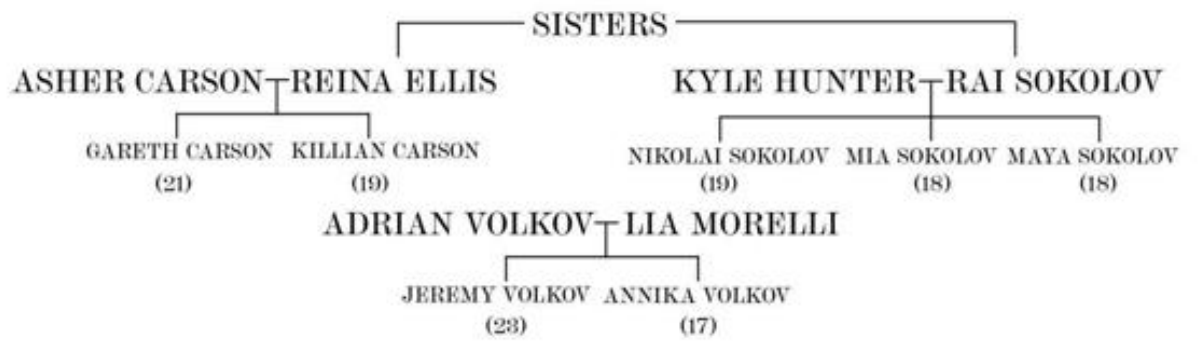 SISTERS
ASHER CARSON REINA ELLIS
KYLE HUNTER RAI SOKOLOV
GARETH CARSON KILLIAN CARSON
(21) (19)
NIKOLAI SOKOLOV MIA SOKOLOV MAYA SOKOLOV
(19) (18) (18)
ADRIAN VOLKOV LIA MORELLI
JEREMY VOLKOV ANNIKA VOLKOV
(23) (17)